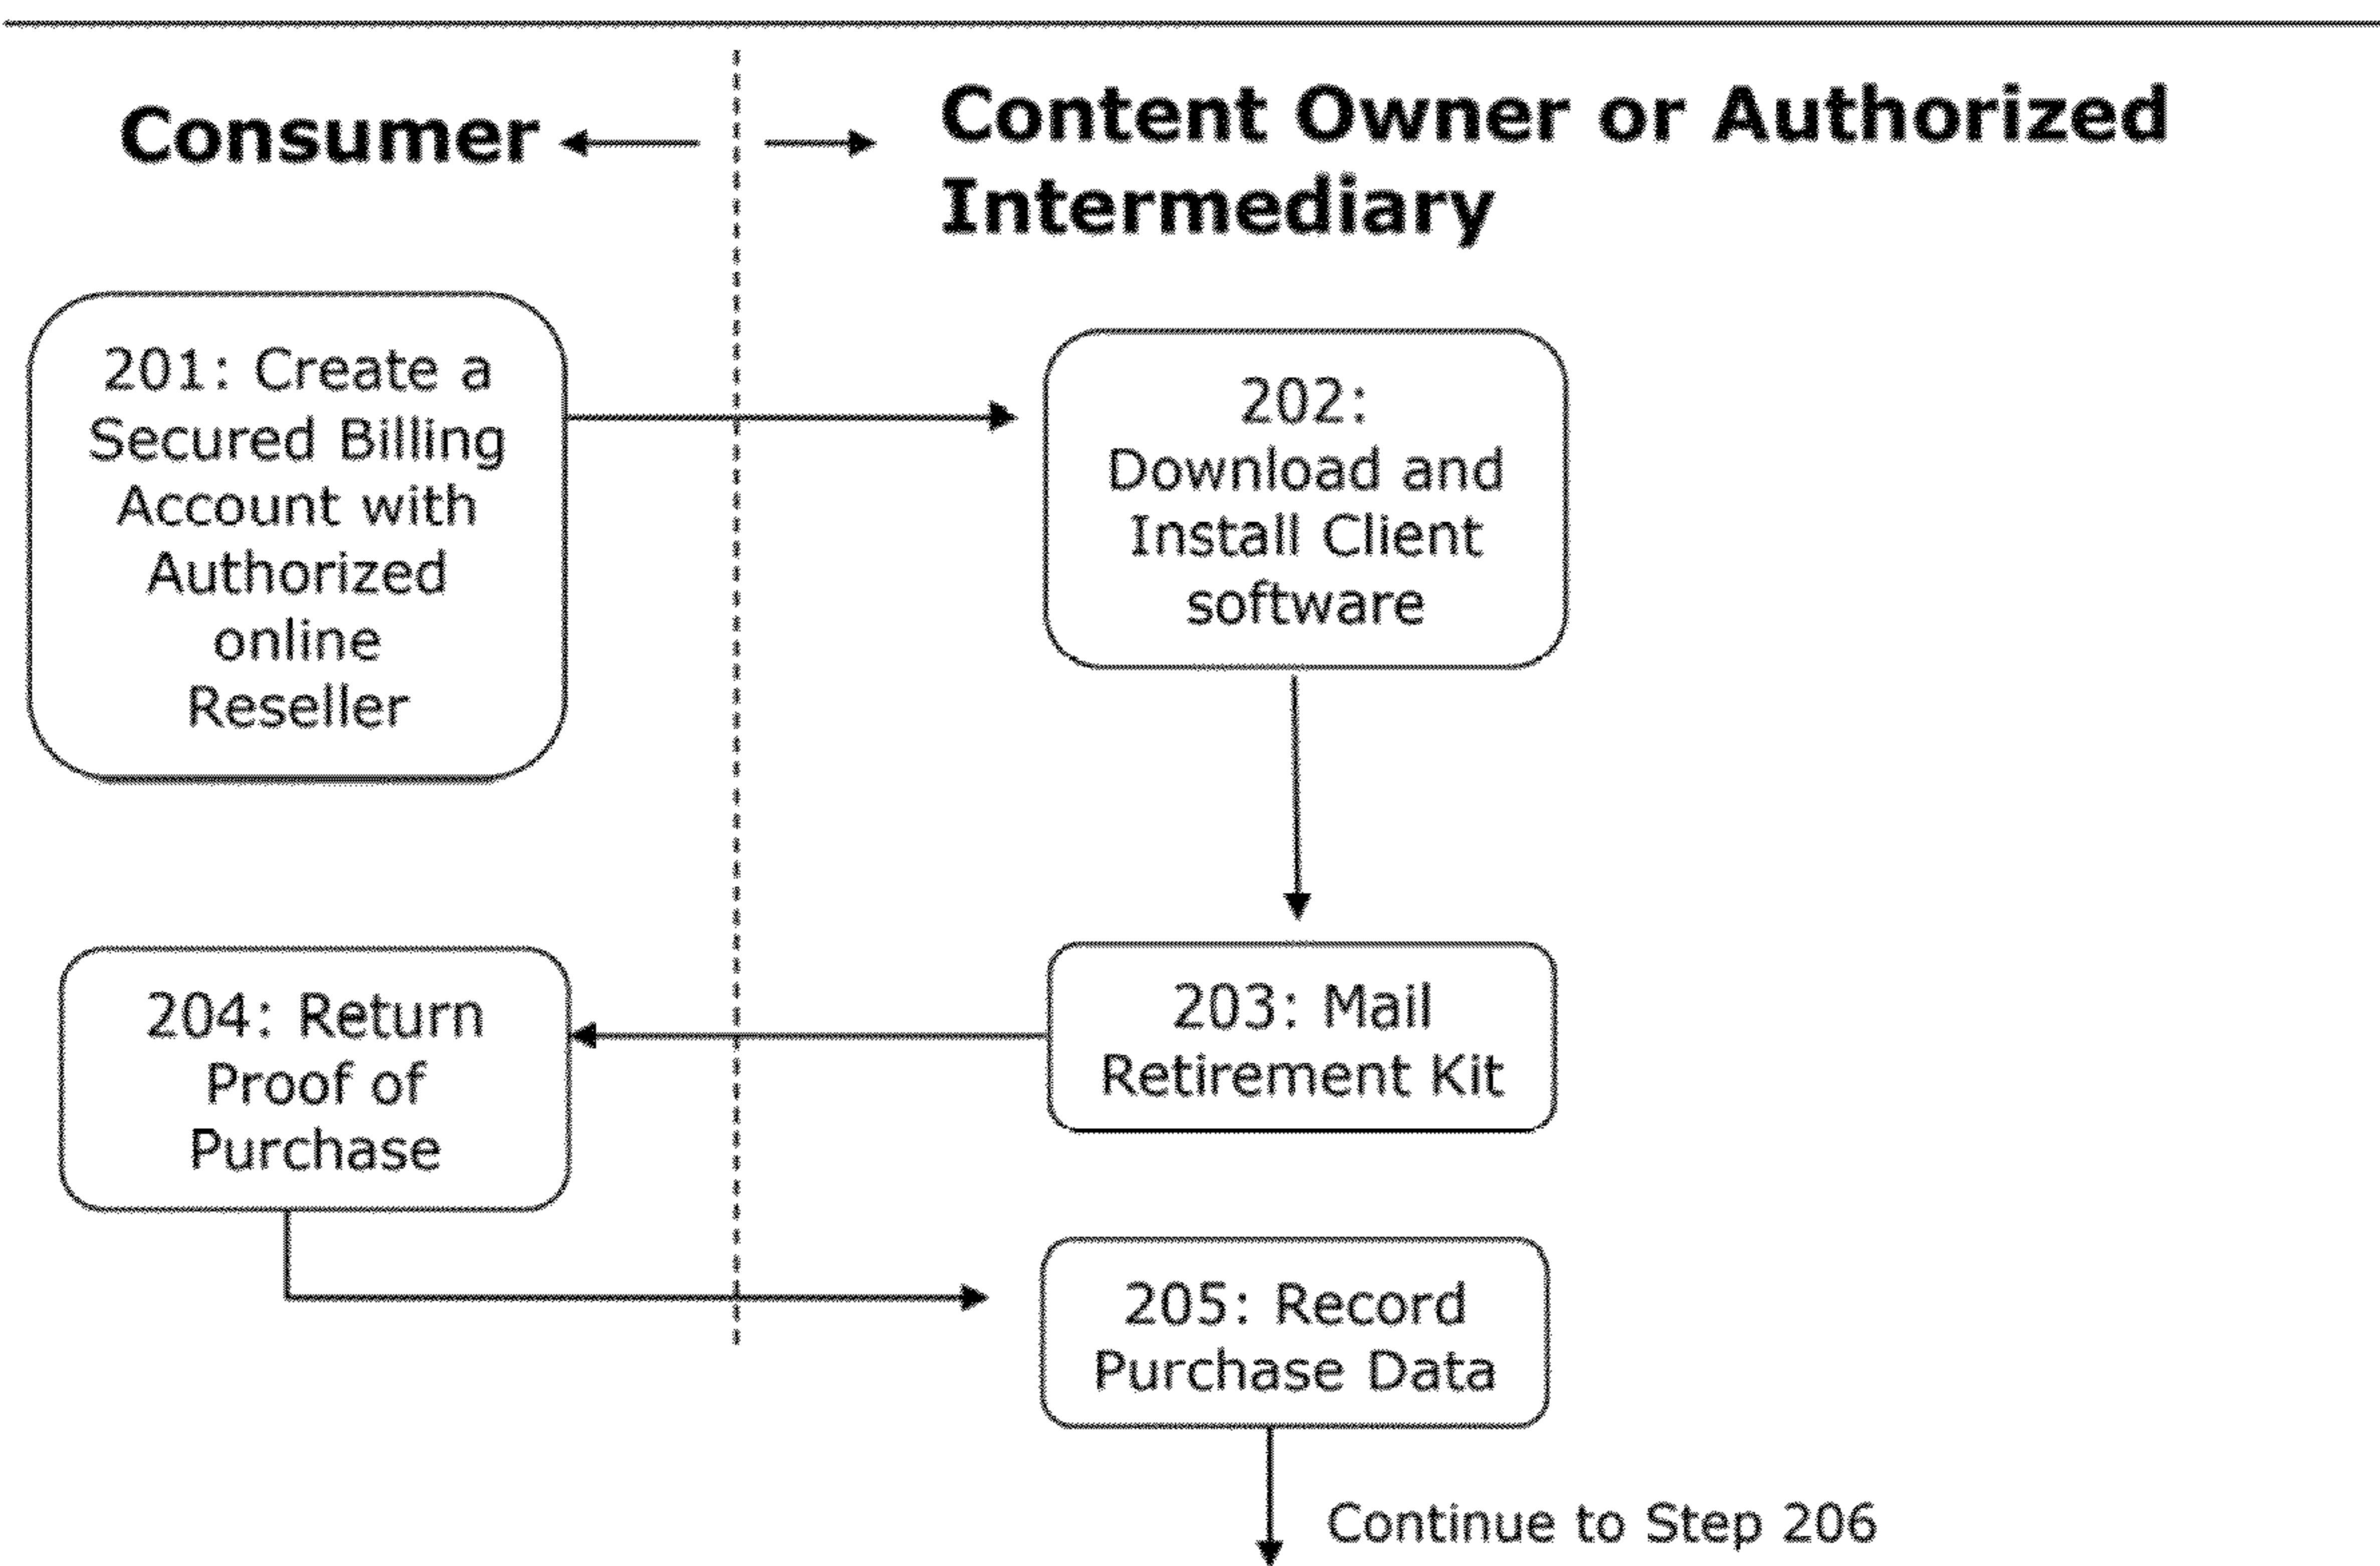 Consumer
Content Owner or Authorized
Intermediary
201: Create a
Secured Billing
Account with
Authorized
online
Reseller
202:
Download and
Install Client
software
204: Return
Proof of
Purchase
203: Mail
Retirement Kit
205: Record
Purchase Data
Continue to Step 206